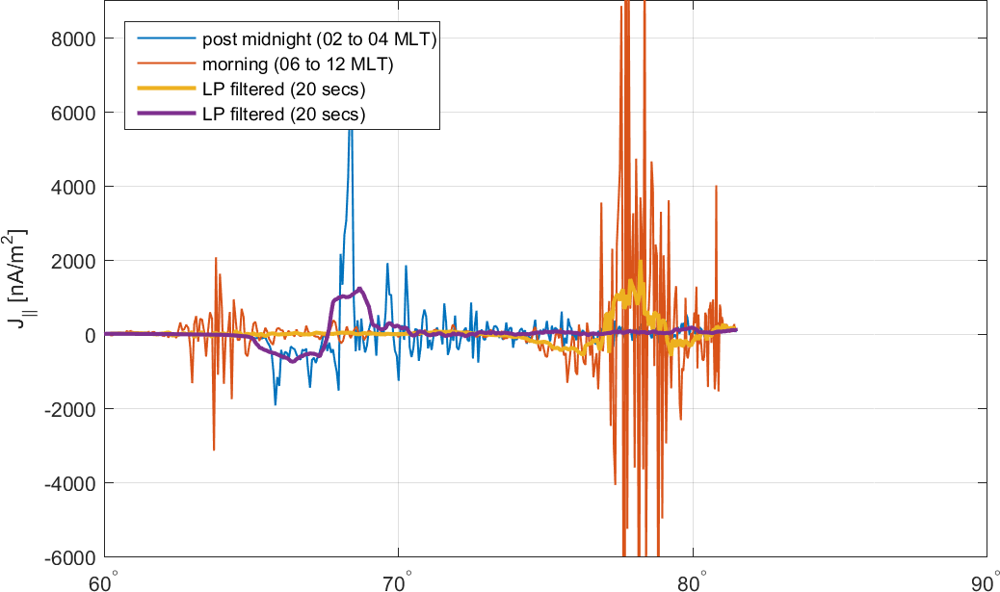 8000
6000
4000
2000
0
-2000
-4000
-6000
J|| [nA/m²]
post midnight (02 to 04 MLT)
morning (06 to 12 MLT)
LP filtered (20 secs)
LP filtered (20 secs)
60° 70° 80° 90°